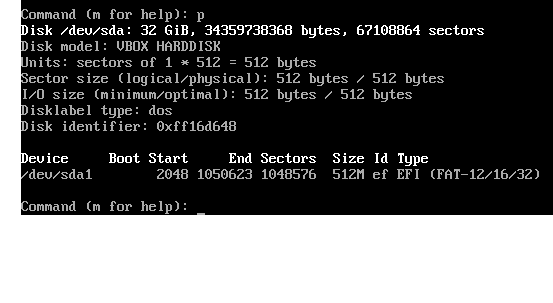 Command (m for help): p
Disk /dev/sda: 32 GiB, 34359738368 bytes, 67108864 sectors
Disk model: VBOX HARDDISK
Units: sectors of 1 * 512 = 512 bytes
Sector size (logical/physical): 512 bytes / 512 bytes
I/O size (minimum/optimal): 512 bytes / 512 bytes
Disklabel type: dos
Disk identifier: 0xff16d648
Device     Boot Start     End Sectors  Size Id Type
/dev/sda1        2048 1050623 1048576  512M ef EFI (FAT-12/16/32)
Command (m for help): _